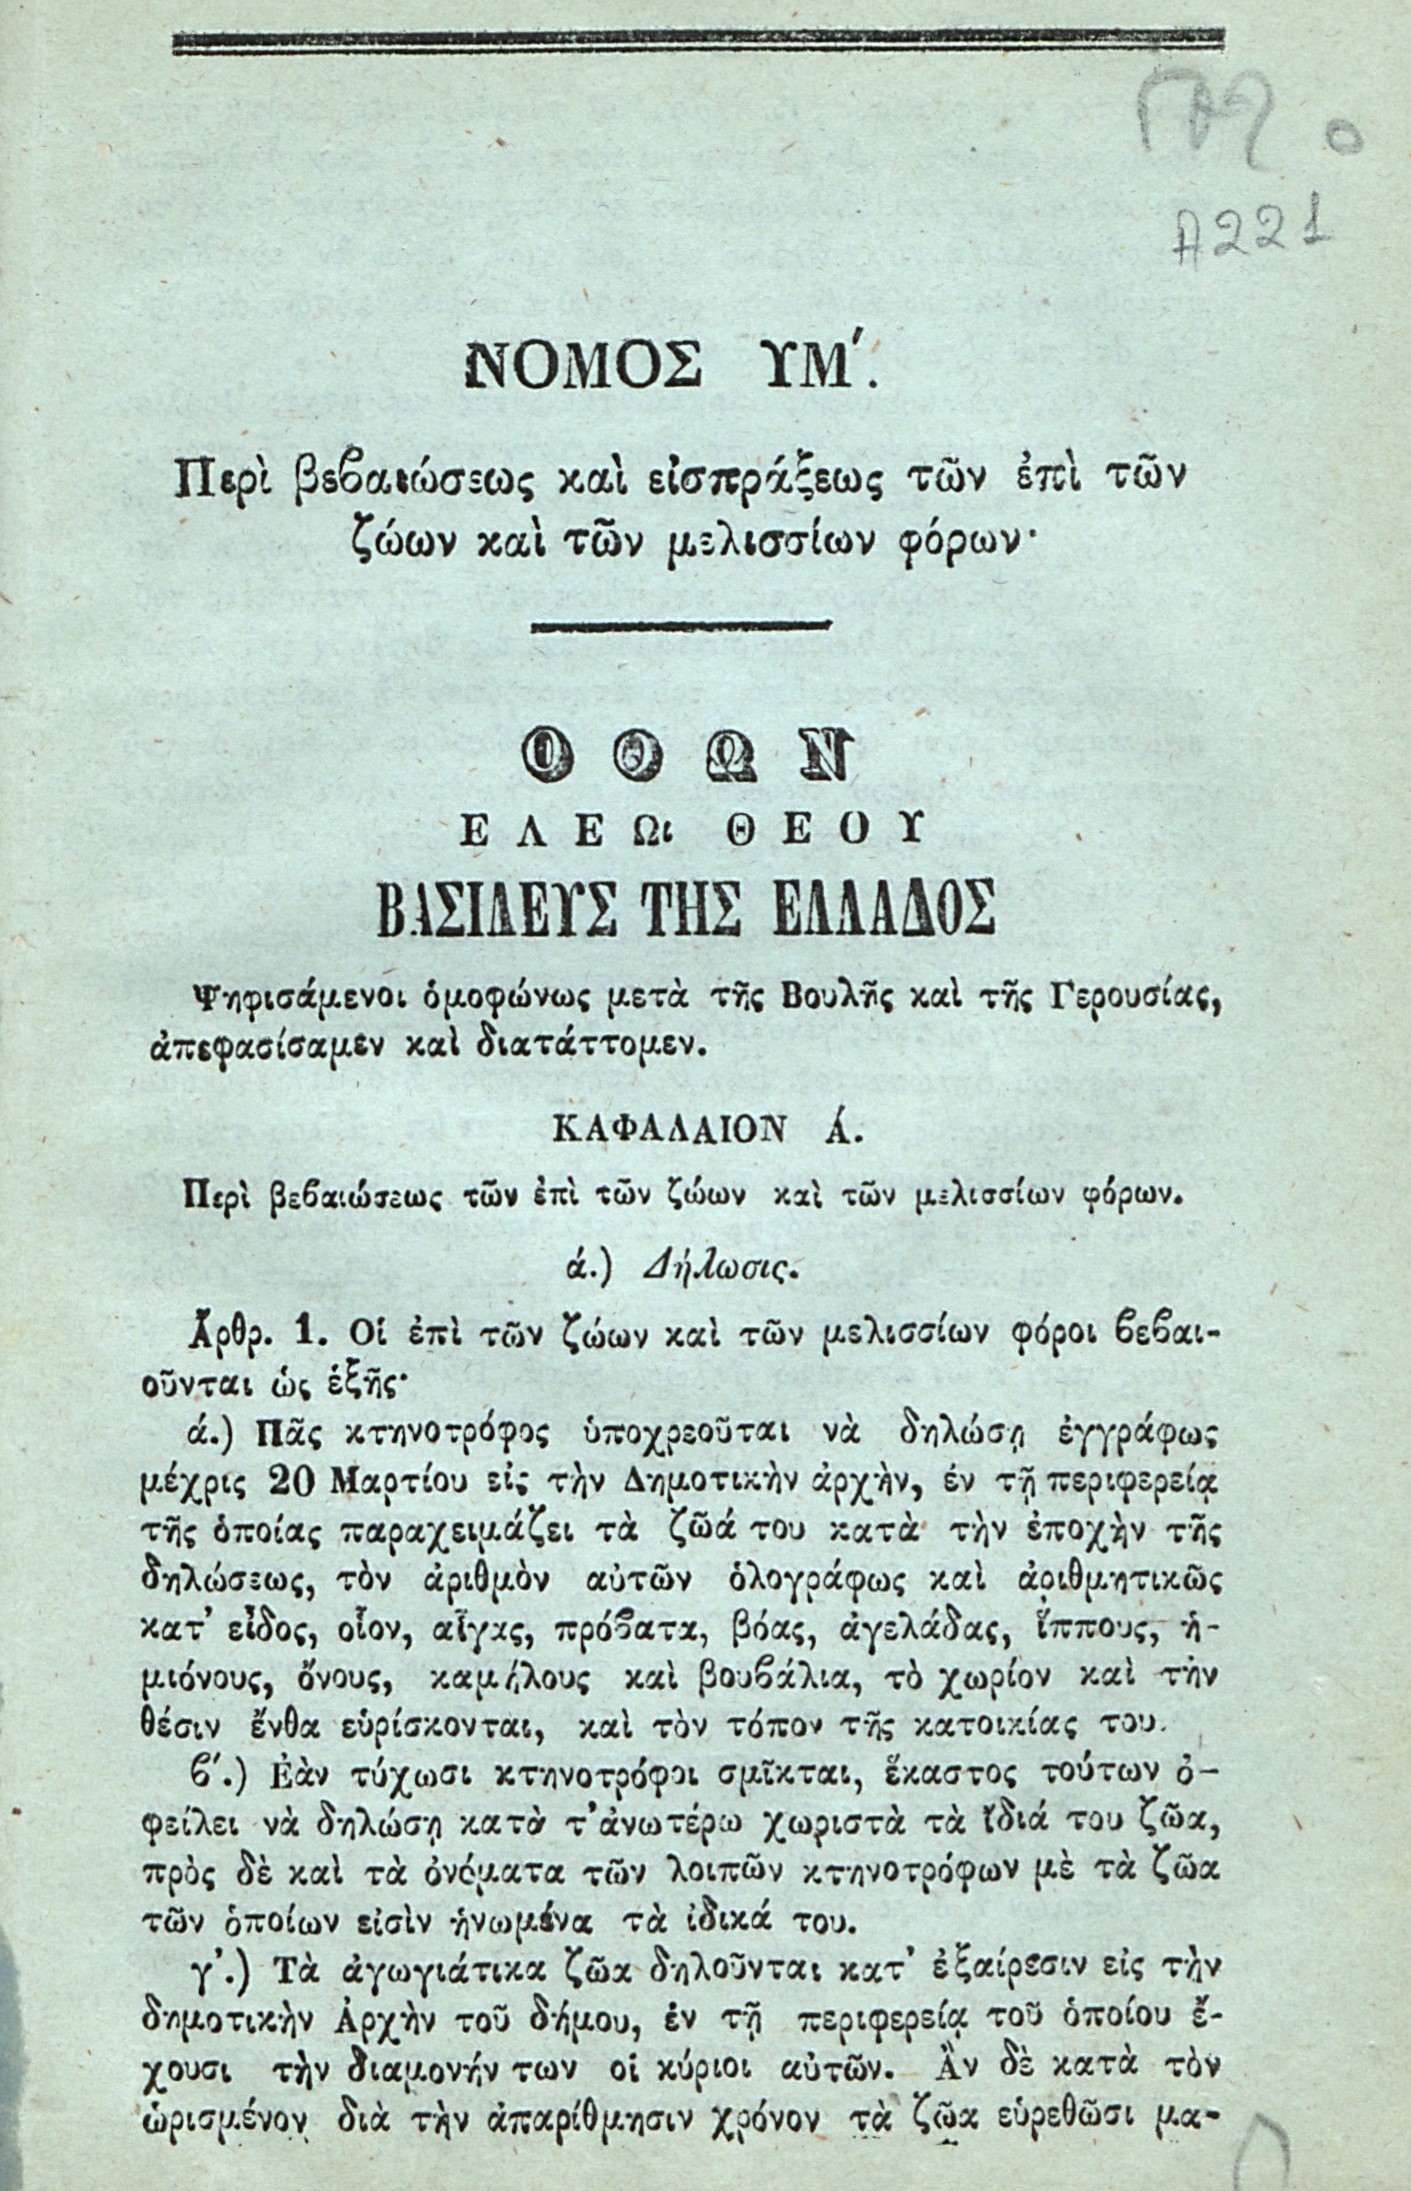 Α221
ΝΟΜΟΣ ΥΜ΄.
Περὶ βεϐαιώσεως καὶ εἰσπράξεως τῶν ἐπὶ τῶν
ζώων καὶ τῶν μελισσίων φόρων·
ΟΘΩΝ
ΕΛΕΩι ΘΕΟΥ
ΒΑΣΙΛΕΥΣ ΤΗΣ ΕΛΛΑΔΟΣ
Ψηφισάμενοι ὁμοφώνως μετὰ τῆς Βουλῆς καὶ τῆς Γερουσίας,
ἀπεφασίσαμεν καὶ διατάττομεν.
ΚΑΦΑΛΑΙΟΝ Ά.
Περὶ βεϐαιώσεως τῶν ἐπὶ τῶν ζώων καὶ τῶν μελισσίων φόρων.
ά.) Δήλωσις.
Ἄρθρ. 1. Οἱ ἐπὶ τῶν ζώων καὶ τῶν μελισσίων φόροι ϐεϐαι-
οῦνται ὡς ἑξῆς·
ά.) Πᾶς κτηνοτρόφος ὑποχρεοῦται νὰ δηλώσῃ ἐγγράφως
μέχρις 20 Μαρτίου εἰς τὴν Δημοτικὴν ἀρχὴν, ἐν τῇ περιφερείᾳ
τῆς ὁποίας παραχειμάζει τὰ ζῶά του κατὰ τὴν ἐποχὴν τῆς
δηλώσεως, τὸν ἀριθμὸν αὐτῶν ὁλογράφως καὶ ἀριθμητικῶς
κατ' εἶδος, οἷον, αἶγας, πρόϐατα, βόας, ἀγελάδας, ἵππους, ἡ-
μιόνους, ὄνους, καμήλους καὶ βουϐάλια, τὸ χωρίον καὶ τὴν
θέσιν ἔνθα εὑρίσκονται, καὶ τὸν τόπον τῆς κατοικίας του.
ϐ΄.) Ἐὰν τύχωσι κτηνοτρόφοι σμῖκται, ἕκαστος τούτων ὀ-
φείλει νὰ δηλώσῃ κατὰ τ' ἀνωτέρω χωριστὰ τὰ ἴδιά του ζῶα,
πρὸς δὲ καὶ τὰ ὀνόματα τῶν λοιπῶν κτηνοτρόφων μὲ τὰ ζῶα
τῶν ὁποίων εἰσὶν ἡνωμένα τὰ ἰδικά του.
γ΄.) Τὰ ἀγωγιάτικα ζῶα δηλοῦνται κατ' ἐξαίρεσιν εἰς τὴν
δημοτικὴν Ἀρχὴν τοῦ δήμου, ἐν τῇ περιφερείᾳ τοῦ ὁποίου ἔ-
χουσι τὴν διαμονήν των οἱ κύριοι αὐτῶν. Ἂν δὲ κατὰ τὸν
ὡρισμένον διὰ τὴν ἀπαρίθμησιν χρόνον τὰ ζῶα εὑρεθῶσι μα-